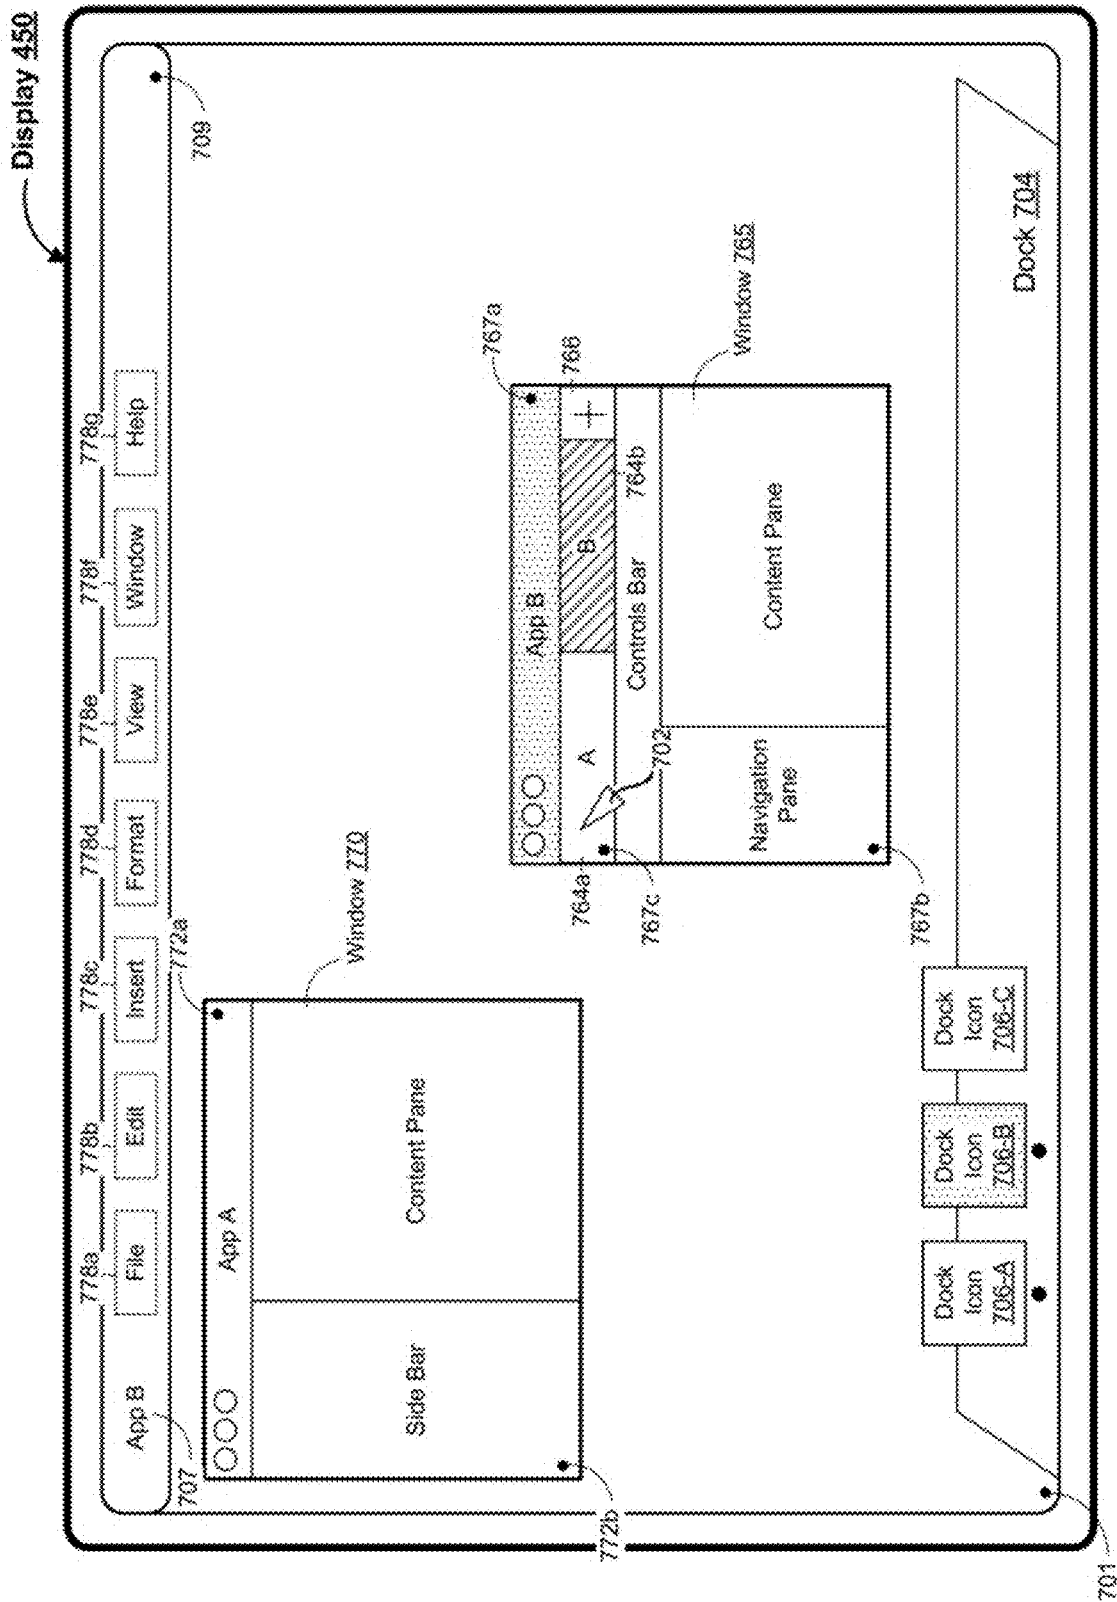 Display 450
709
778a
778b
778c
778d
778e
778f
778g
App B
File
Edit
Insert
Format
View
Window
Help
707
772a
App A
Side Bar
Content Pane
Window 770
772b
767a
App B
A
B
766
764a
764b
702
767c
Controls Bar
Navigation
Pane
Content Pane
Window 765
767b
Dock
Icon
706-A
Dock
Icon
706-B
Dock
Icon
706-C
Dock 704
701